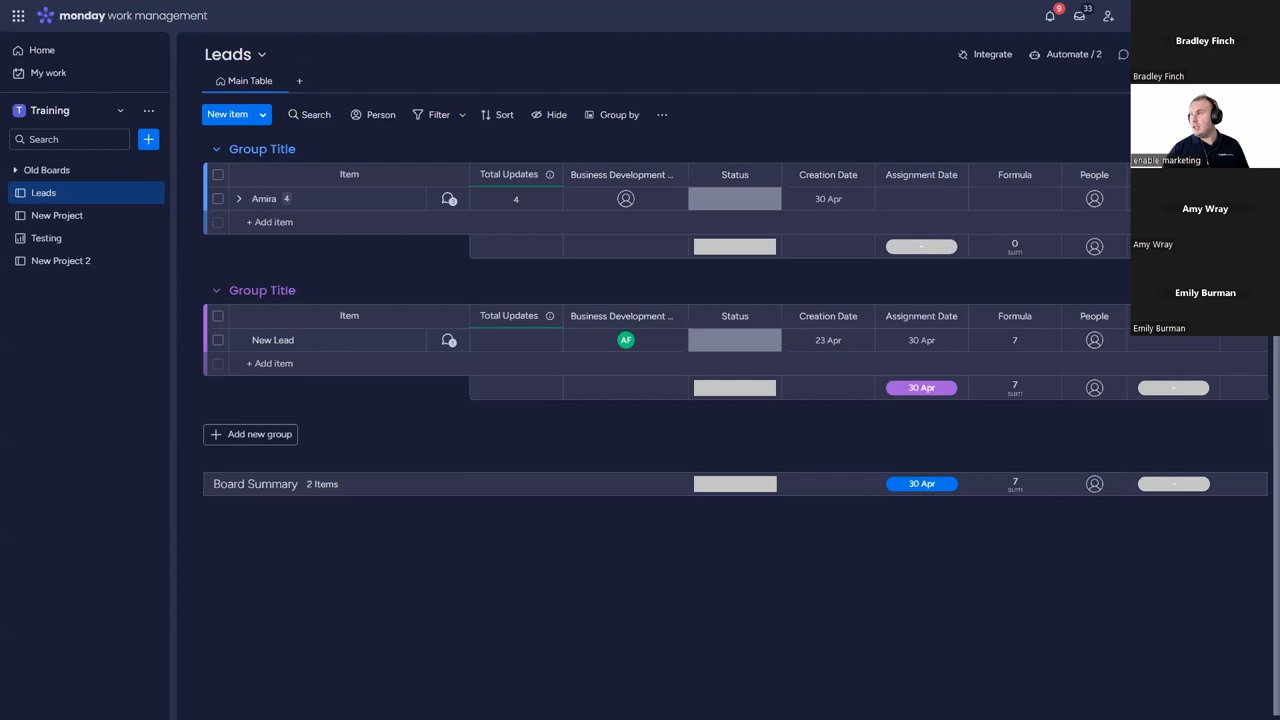 monday work management
9
33
Home
My work
T Training
Search
Old Boards
Leads
New Project
Testing
New Project 2
Leads
Integrate
Automate / 2
Main Table
New item
Search
Person
Filter
Sort
Hide
Group by
Group Title
Item Total Updates Business Development ... Status Creation Date Assignment Date Formula People
Amira 4 4 30 Apr
+ Add item
- 0
sum
Group Title
Item Total Updates Business Development ... Status Creation Date Assignment Date Formula People
New Lead AF 23 Apr 30 Apr 7
+ Add item
30 Apr 7 -
sum
Add new group
Board Summary 2 Items 30 Apr 7 -
sum
Bradley Finch
Bradley Finch
enable marketing
Amy Wray
Amy Wray
Emily Burman
Emily Burman